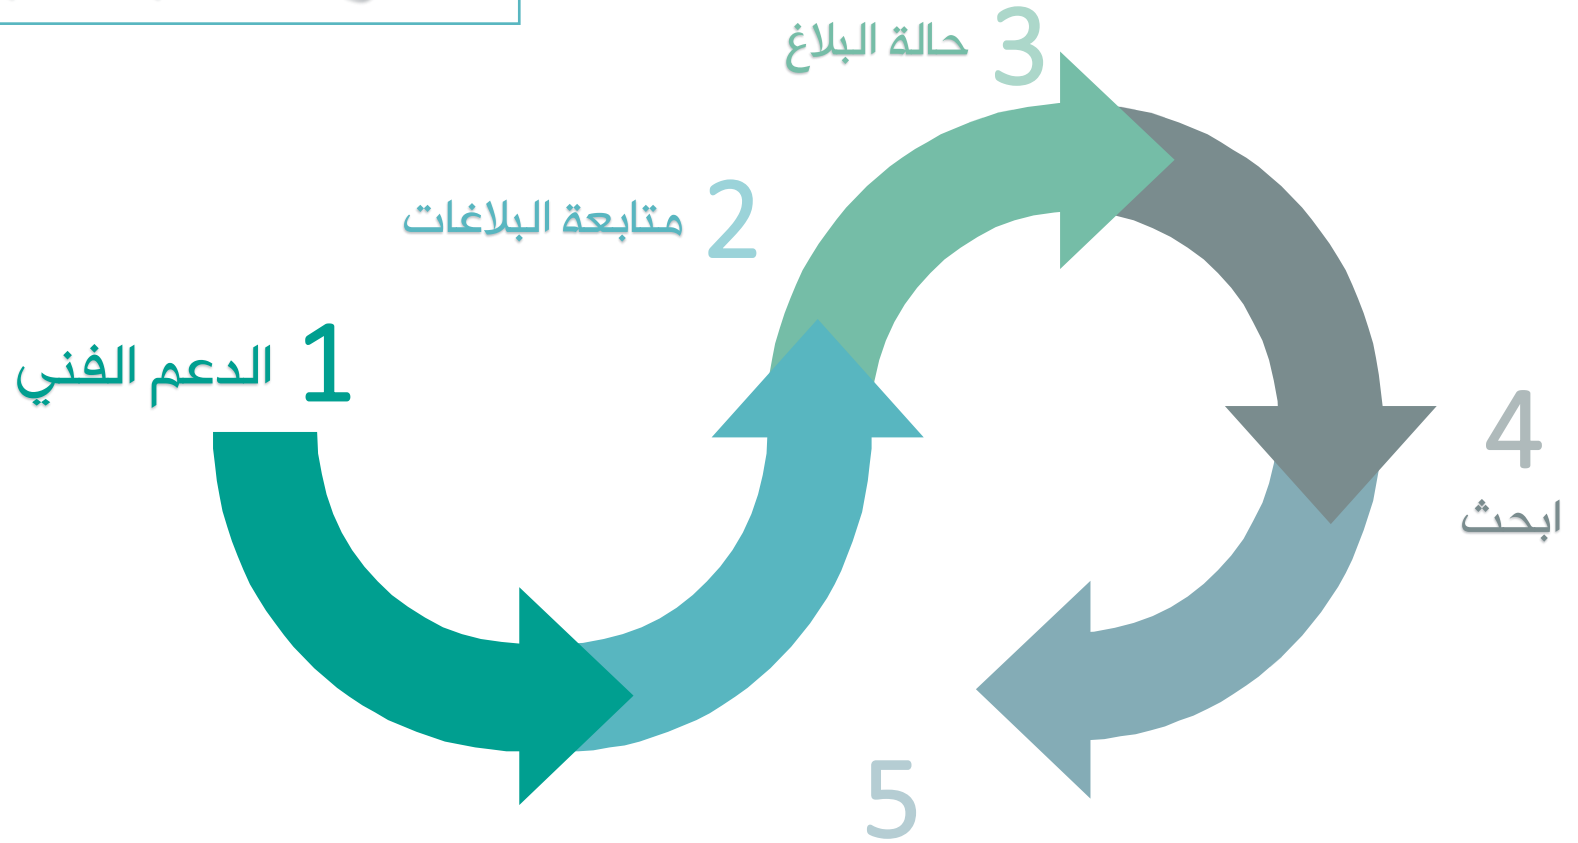 1 الدعم الفني
2 متابعة البلاغات
3 حالة البلاغ
4
ابحث
5